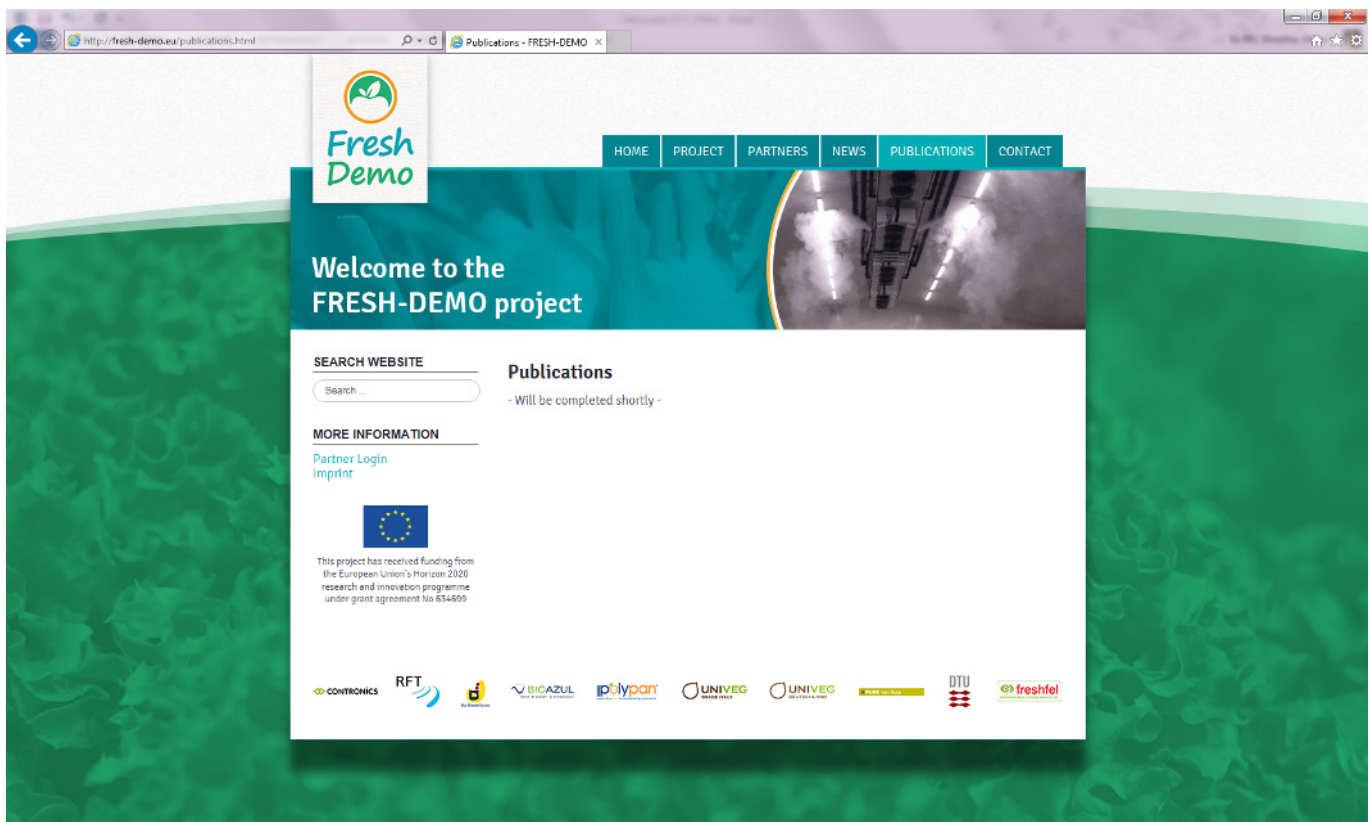 http://fresh-demo.eu/publications.html
Publications - FRESH-DEMO
Fresh
Demo
HOME PROJECT PARTNERS NEWS PUBLICATIONS CONTACT
Welcome to the
FRESH-DEMO project
SEARCH WEBSITE
Search ...
MORE INFORMATION
Partner Login
Imprint
Publications
- Will be completed shortly -
This project has received funding from
the European Union's Horizon 2020
research and innovation programme
under grant agreement No 634699
CONTRONICS RFT BIOAZUL polypan UNIVEG UNIVEG DTU freshfel